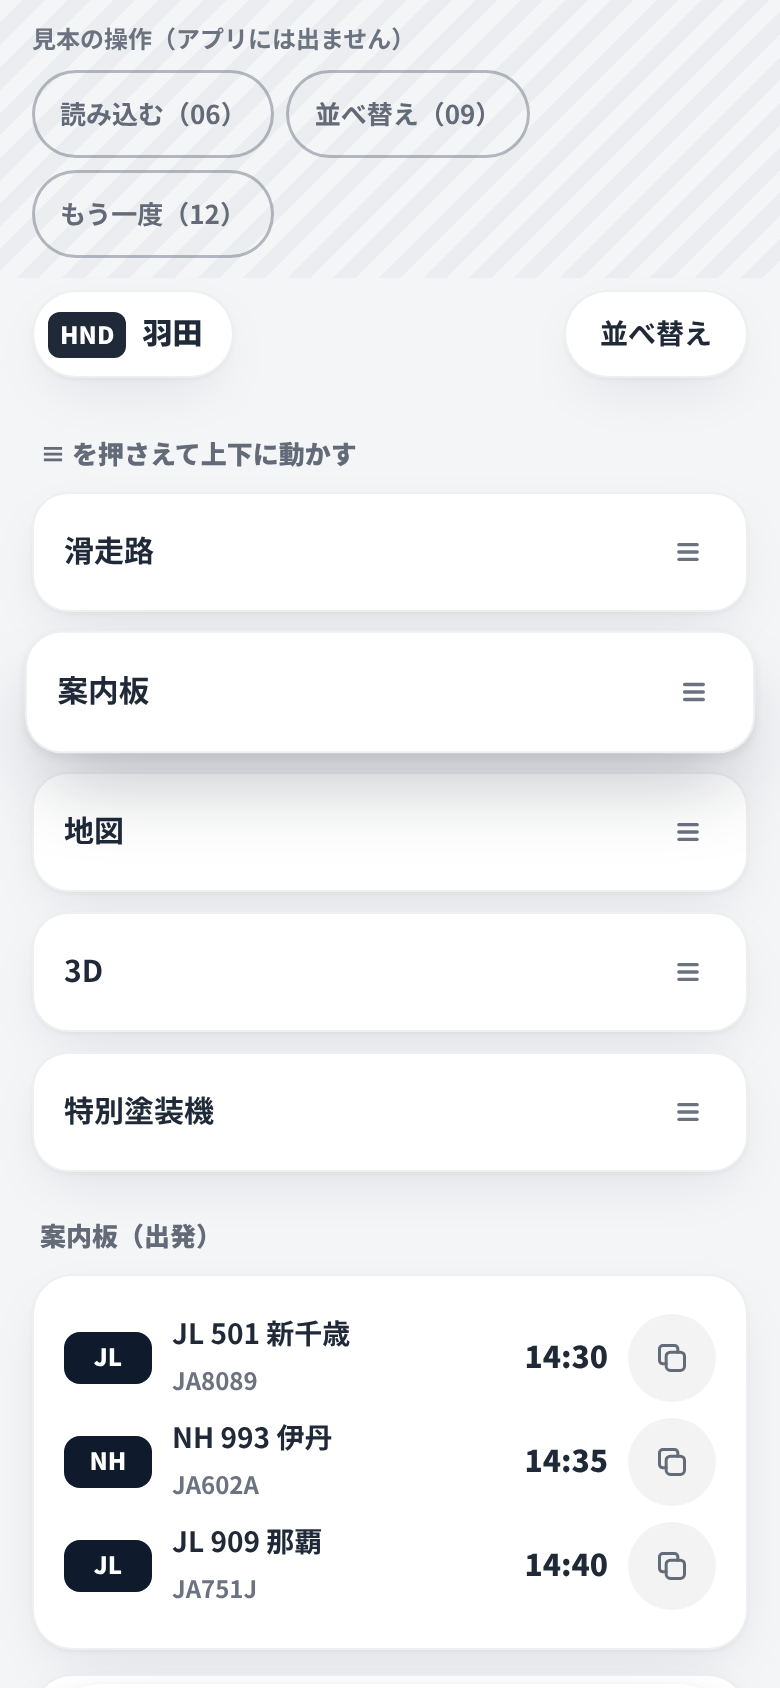 見本の操作（アプリには出ません）
読み込む（06）
並べ替え（09）
もう一度（12）
HND 羽田
並べ替え
≡ を押さえて上下に動かす
滑走路
案内板
地図
3D
特別塗装機
案内板（出発）
JL
JL 501 新千歳
JA8089
14:30
NH
NH 993 伊丹
JA602A
14:35
JL
JL 909 那覇
JA751J
14:40